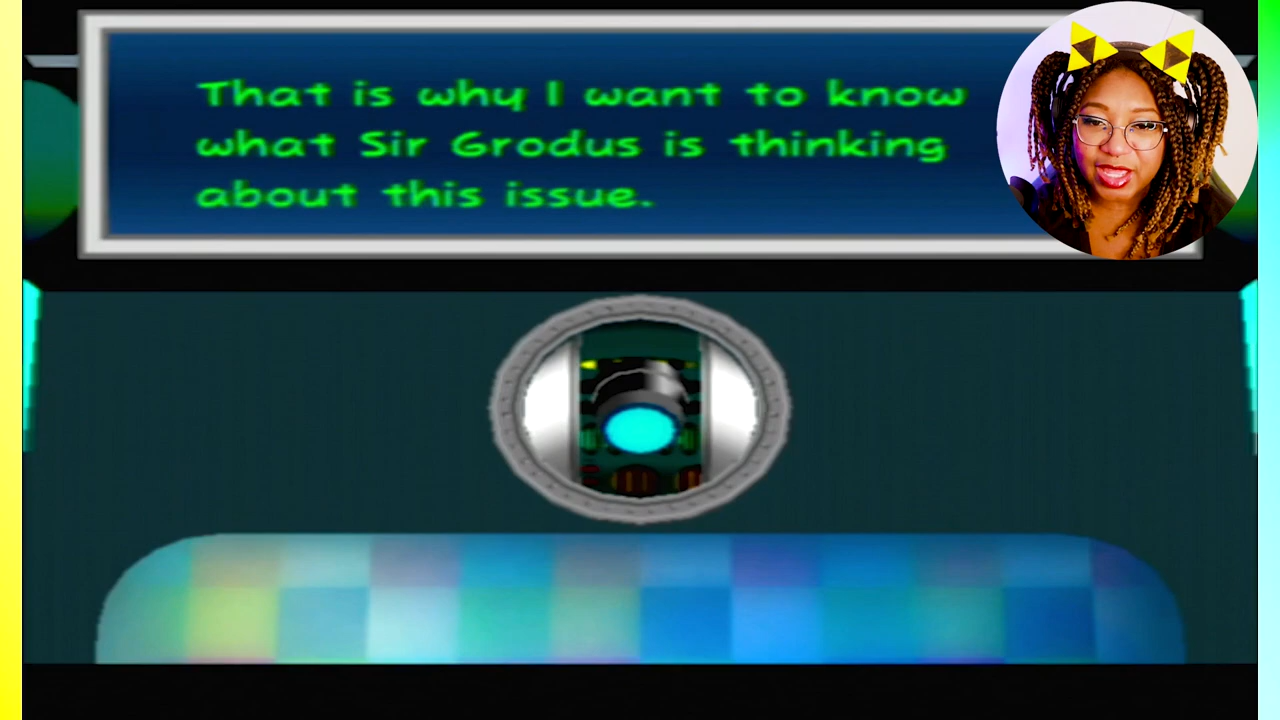 That is why I want to know
what Sir Grodus is thinking
about this issue.